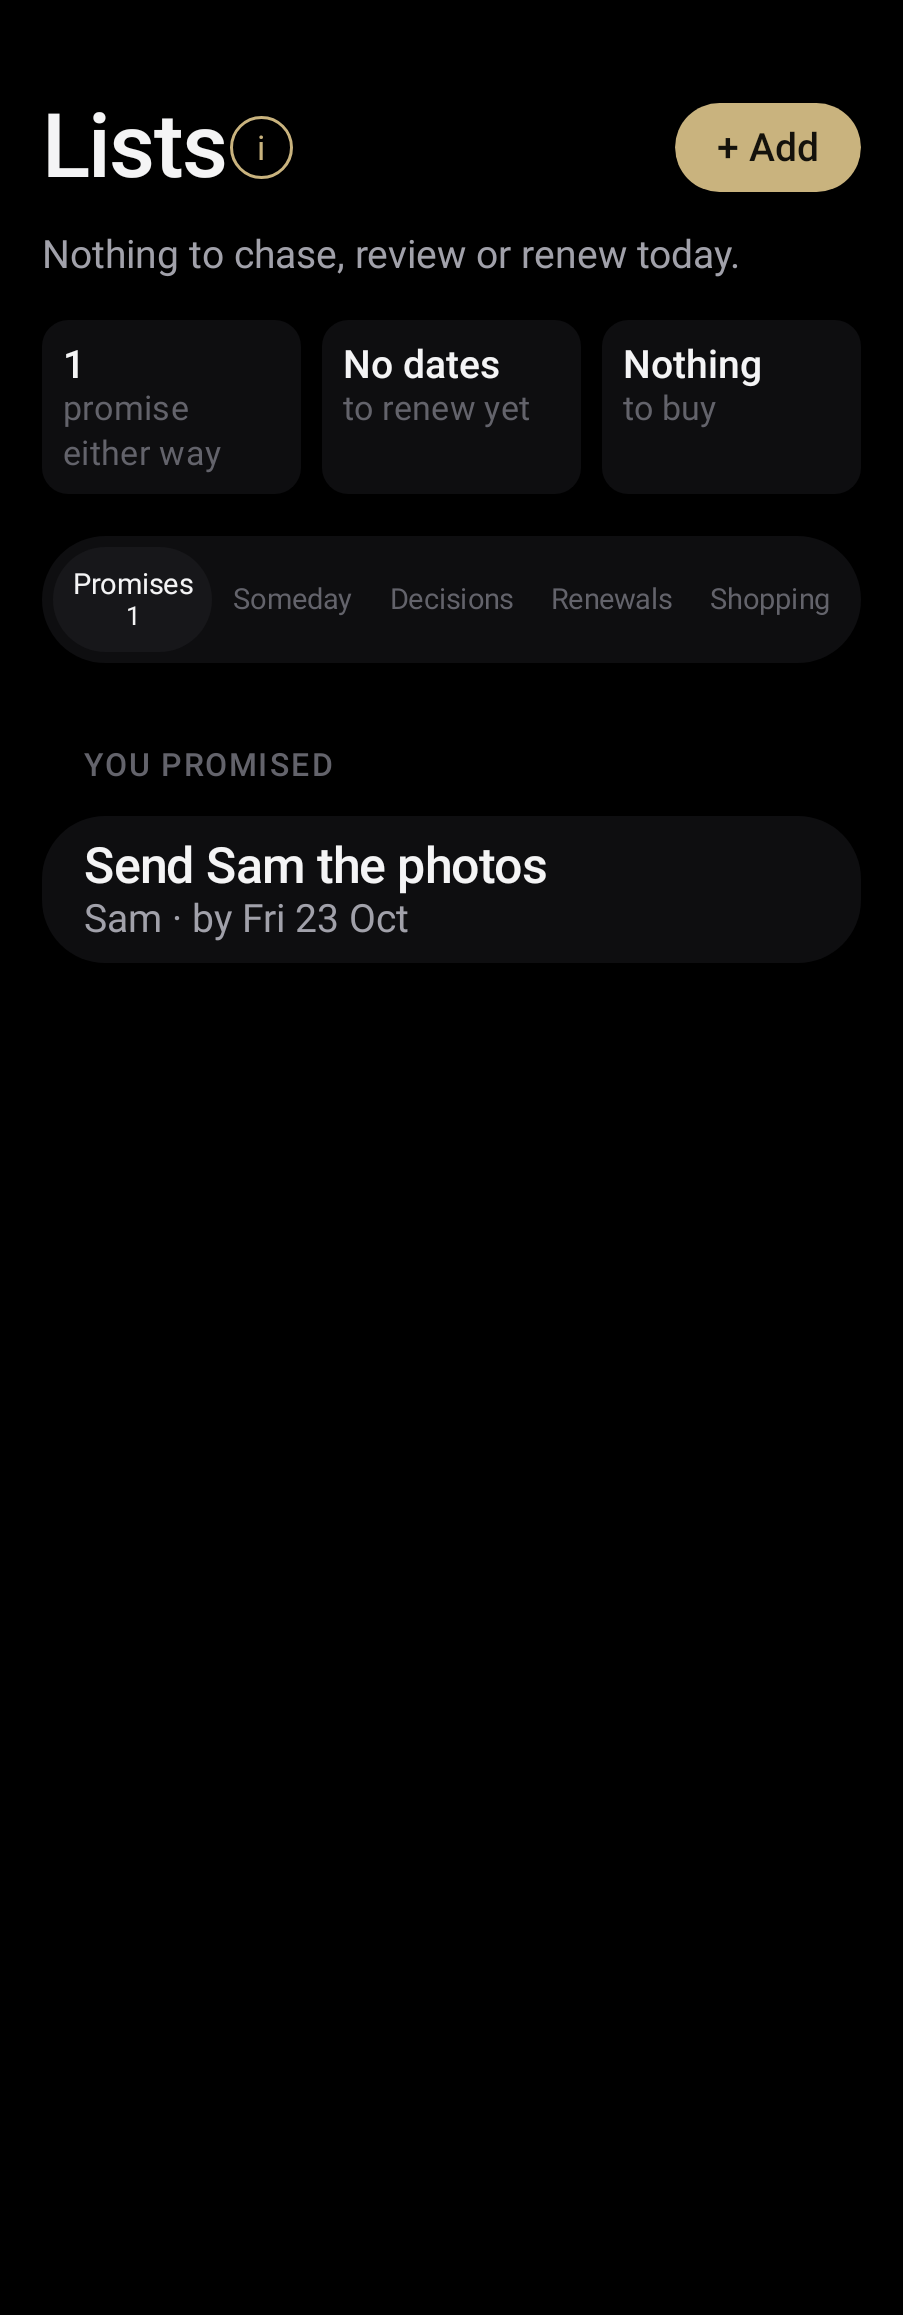 Lists i
+ Add
Nothing to chase, review or renew today.
1
promise
either way
No dates
to renew yet
Nothing
to buy
Promises
1
Someday
Decisions
Renewals
Shopping
YOU PROMISED
Send Sam the photos
Sam · by Fri 23 Oct